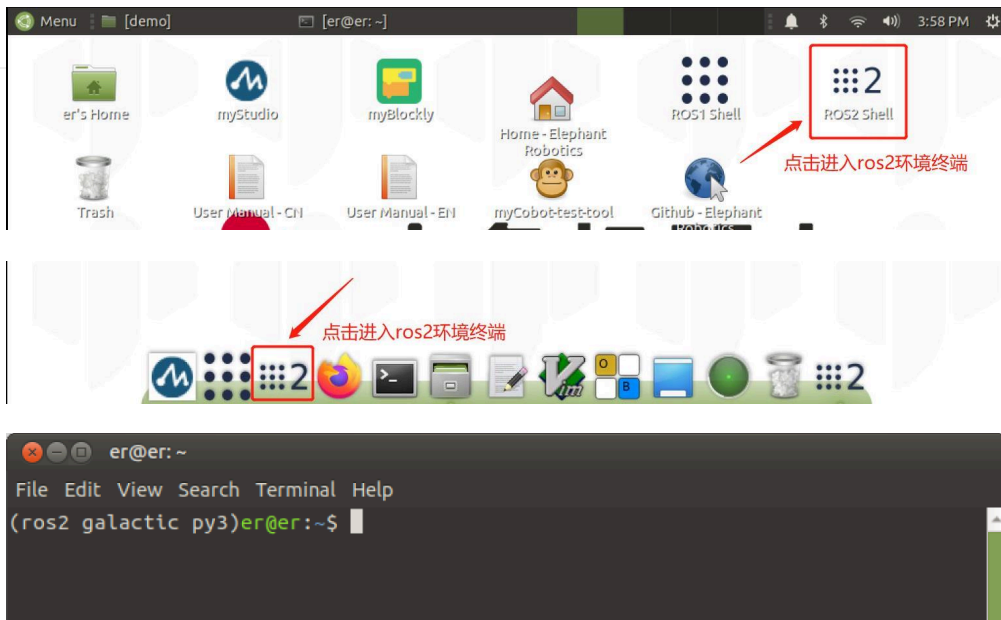 Menu [demo] [er@er: ~] 3:58 PM
2
er's Home myStudio myBlockly ROS1 Shell ROS2 Shell
Home - Elephant
Robotics
点击进入ros2环境终端
Trash User Manual - CN User Manual - EN myCobot-test-tool Github - Elephant
Robotics
点击进入ros2环境终端
2 >_ Vim O B 2
er@er: ~
File Edit View Search Terminal Help
(ros2 galactic py3)er@er:~$